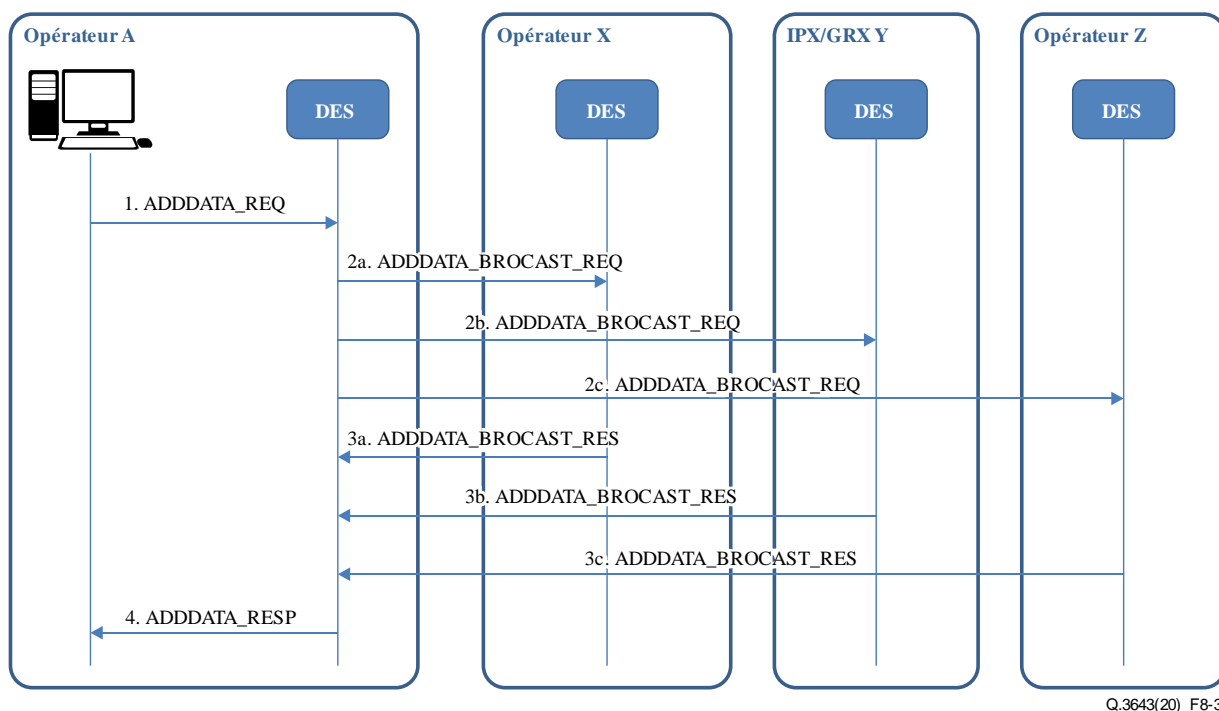 Opérateur A
Opérateur X
IPX/GRX Y
Opérateur Z
DES
DES
DES
DES
1. ADDDATA_REQ
2a. ADDDATA_BROCAST_REQ
2b. ADDDATA_BROCAST_REQ
2c. ADDDATA_BROCAST_REQ
3a. ADDDATA_BROCAST_RES
3b. ADDDATA_BROCAST_RES
3c. ADDDATA_BROCAST_RES
4. ADDDATA_RESP
Q.3643(20)_F8-3